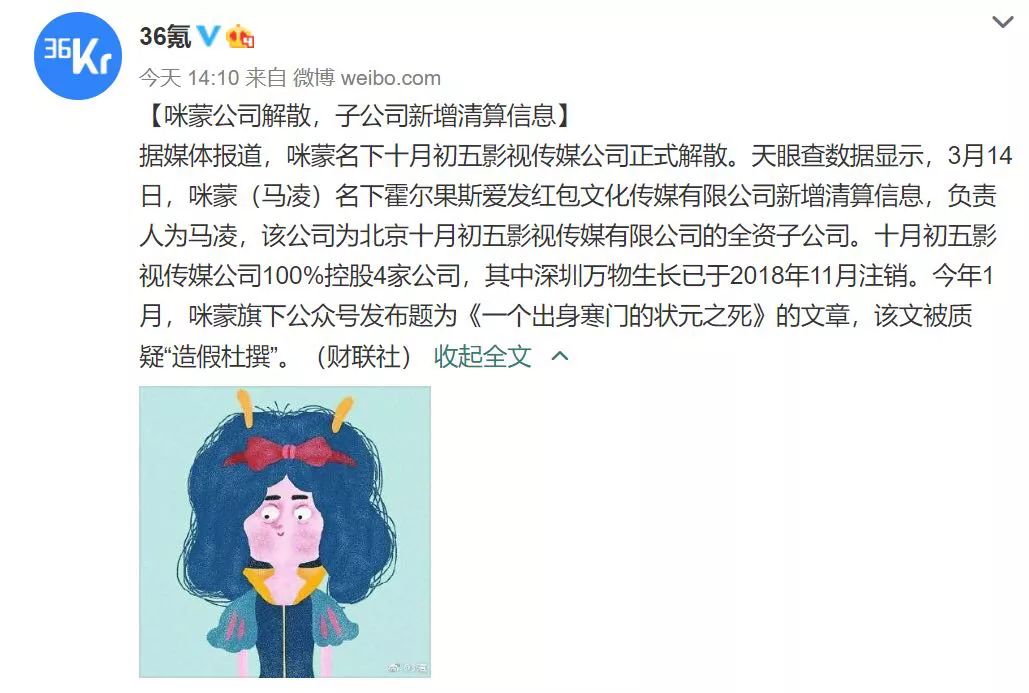 36Kr
36氪
今天 14:10 来自 微博 weibo.com
【咪蒙公司解散，子公司新增清算信息】
据媒体报道，咪蒙名下十月初五影视传媒公司正式解散。天眼查数据显示，3月14
日，咪蒙（马凌）名下霍尔果斯爱发红包文化传媒有限公司新增清算信息，负责
人为马凌，该公司为北京十月初五影视传媒有限公司的全资子公司。十月初五影
视传媒公司100%控股4家公司，其中深圳万物生长已于2018年11月注销。今年1
月，咪蒙旗下公众号发布题为《一个出身寒门的状元之死》的文章，该文被质
疑“造假杜撰”。（财联社） 收起全文